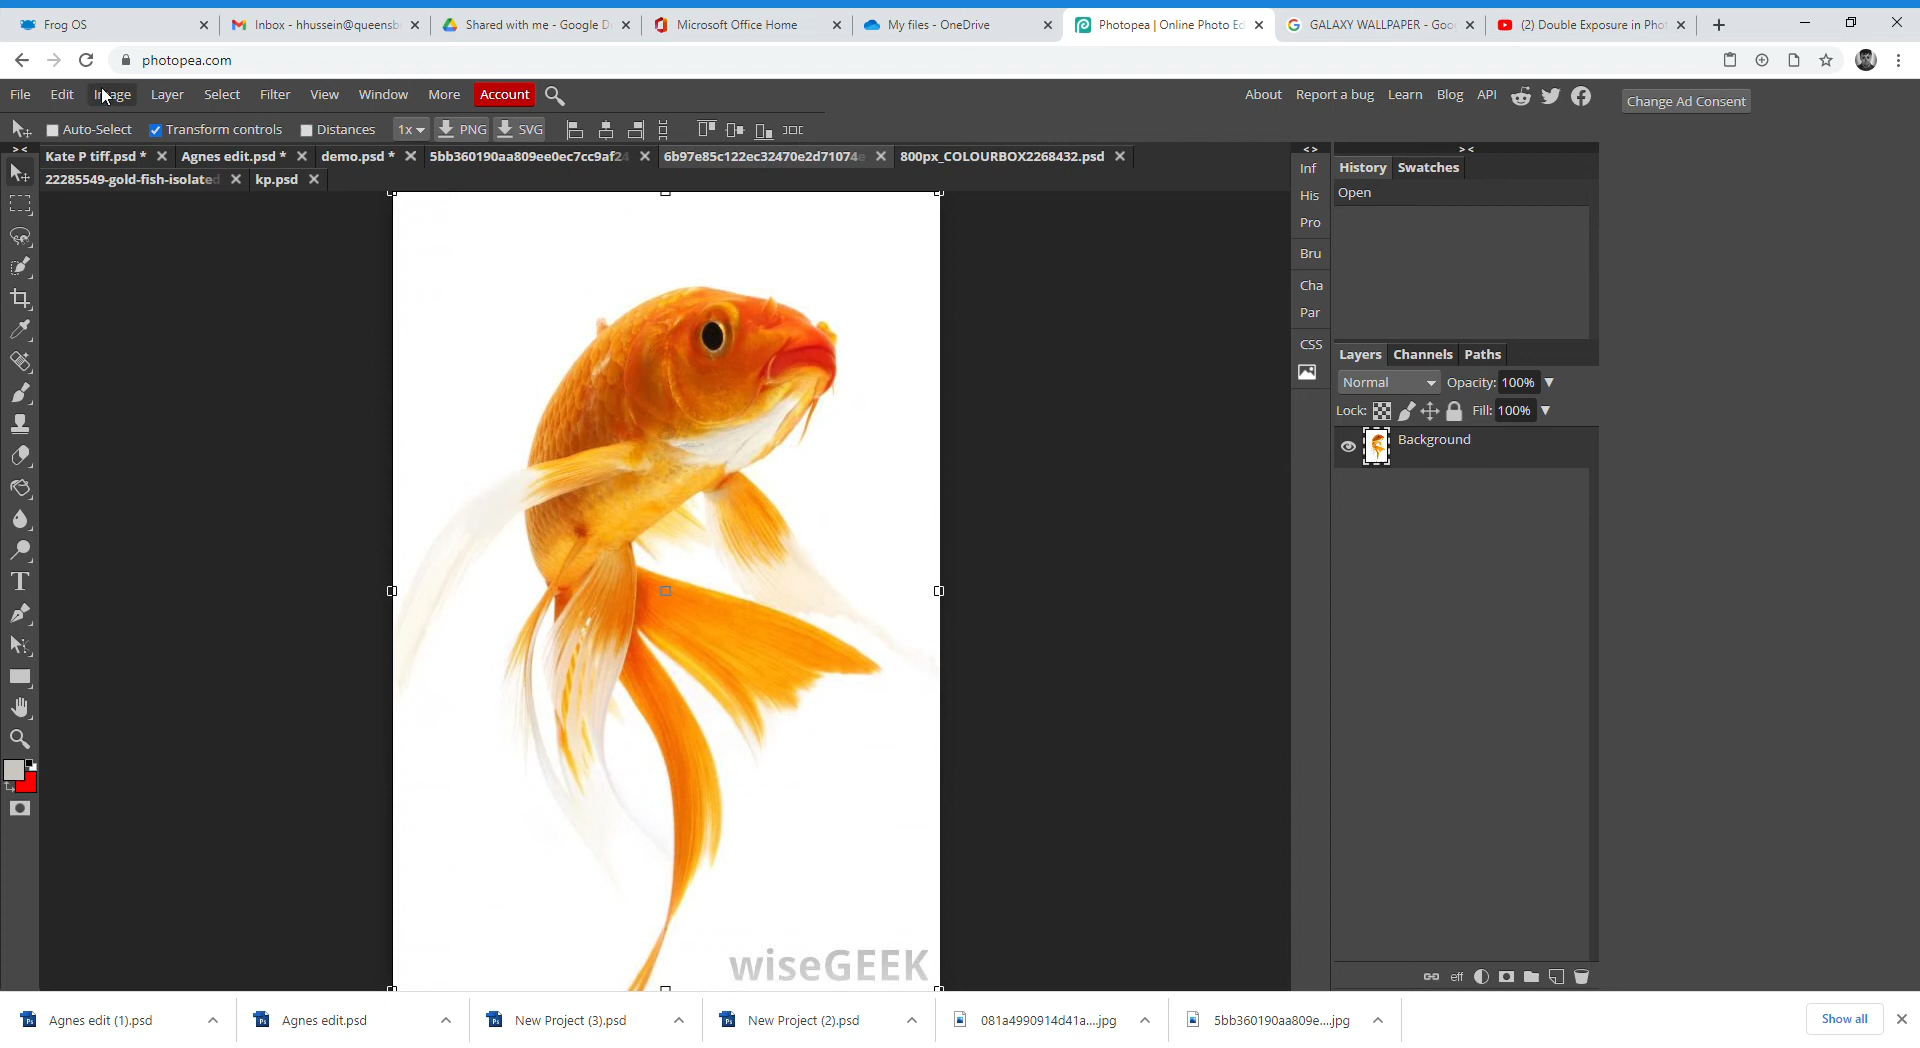 Frog OS
Inbox - hhussein@queensb
Shared with me - Google D
Microsoft Office Home
My files - OneDrive
Photopea | Online Photo Ed
GALAXY WALLPAPER - Goo
(2) Double Exposure in Phot
photopea.com
File Edit Image Layer Select Filter View Window More Account
About Report a bug Learn Blog API
Change Ad Consent
Auto-Select Transform controls Distances 1x PNG SVG
Kate P tiff.psd *
Agnes edit.psd *
demo.psd *
5bb360190aa809ee0ec7cc9af24
6b97e85c122ec32470e2d71074e
800px_COLOURBOX2268432.psd
22285549-gold-fish-isolated
kp.psd
Inf
His
Pro
Bru
Cha
Par
CSS
History Swatches
Open
Layers Channels Paths
Normal Opacity: 100%
Lock: Fill: 100%
Background
eff
T
wiseGEEK
Agnes edit (1).psd
Agnes edit.psd
New Project (3).psd
New Project (2).psd
081a4990914d41a....jpg
5bb360190aa809e....jpg
Show all